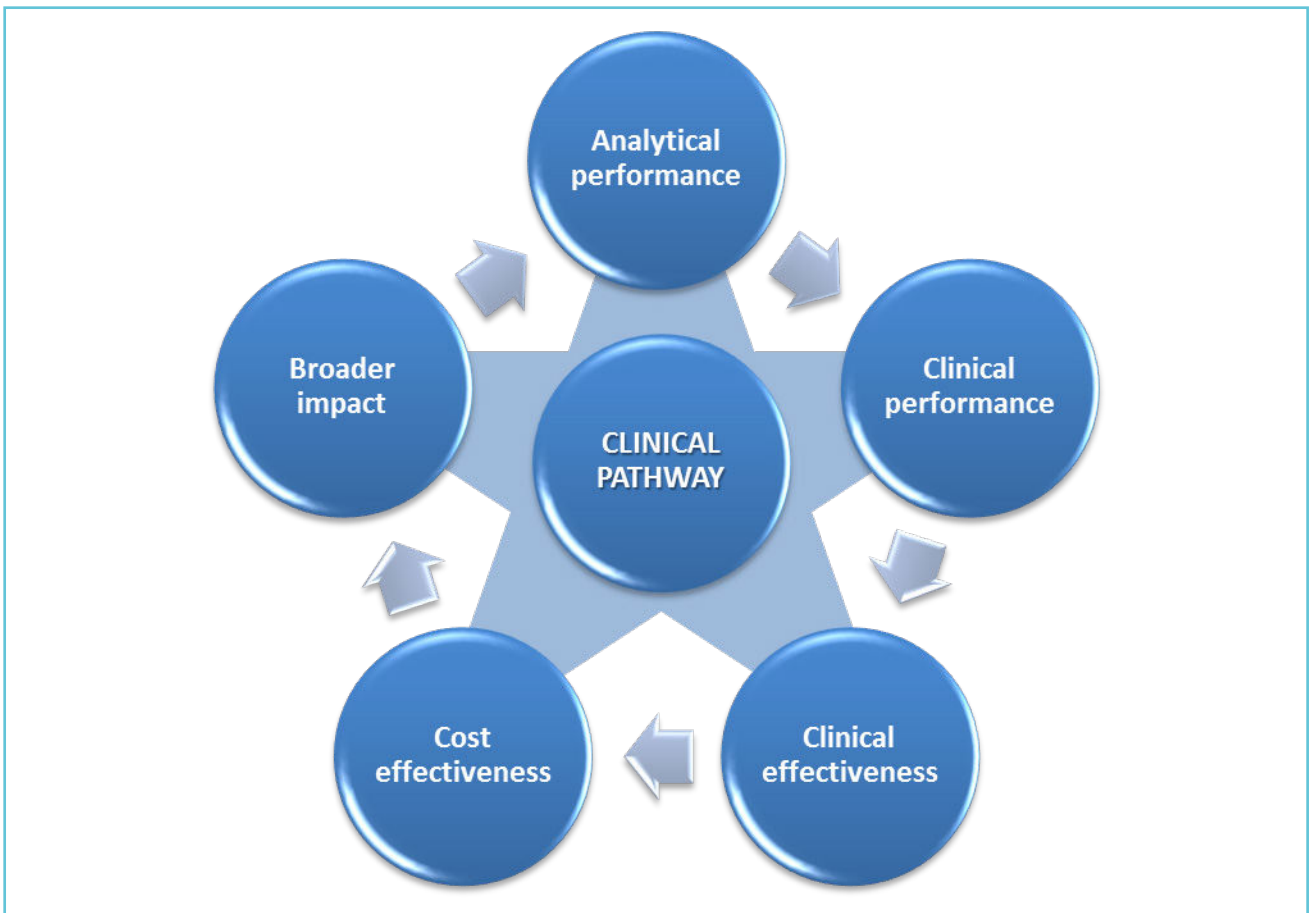 Analytical
performance
Broader
impact
Clinical
performance
CLINICAL
PATHWAY
Cost
effectiveness
Clinical
effectiveness